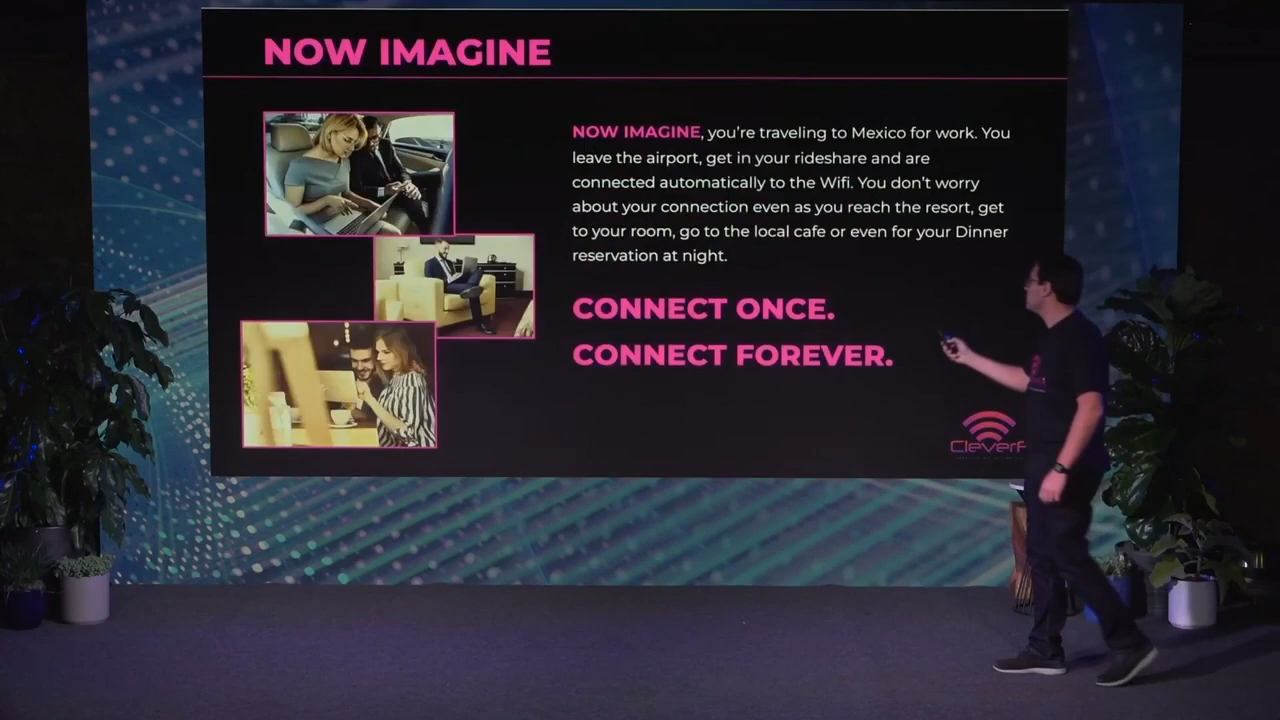 NOW IMAGINE
NOW IMAGINE, you’re traveling to Mexico for work. You
leave the airport, get in your rideshare and are
connected automatically to the Wifi. You don’t worry
about your connection even as you reach the resort, get
to your room, go to the local cafe or even for your Dinner
reservation at night.
CONNECT ONCE.
CONNECT FOREVER.